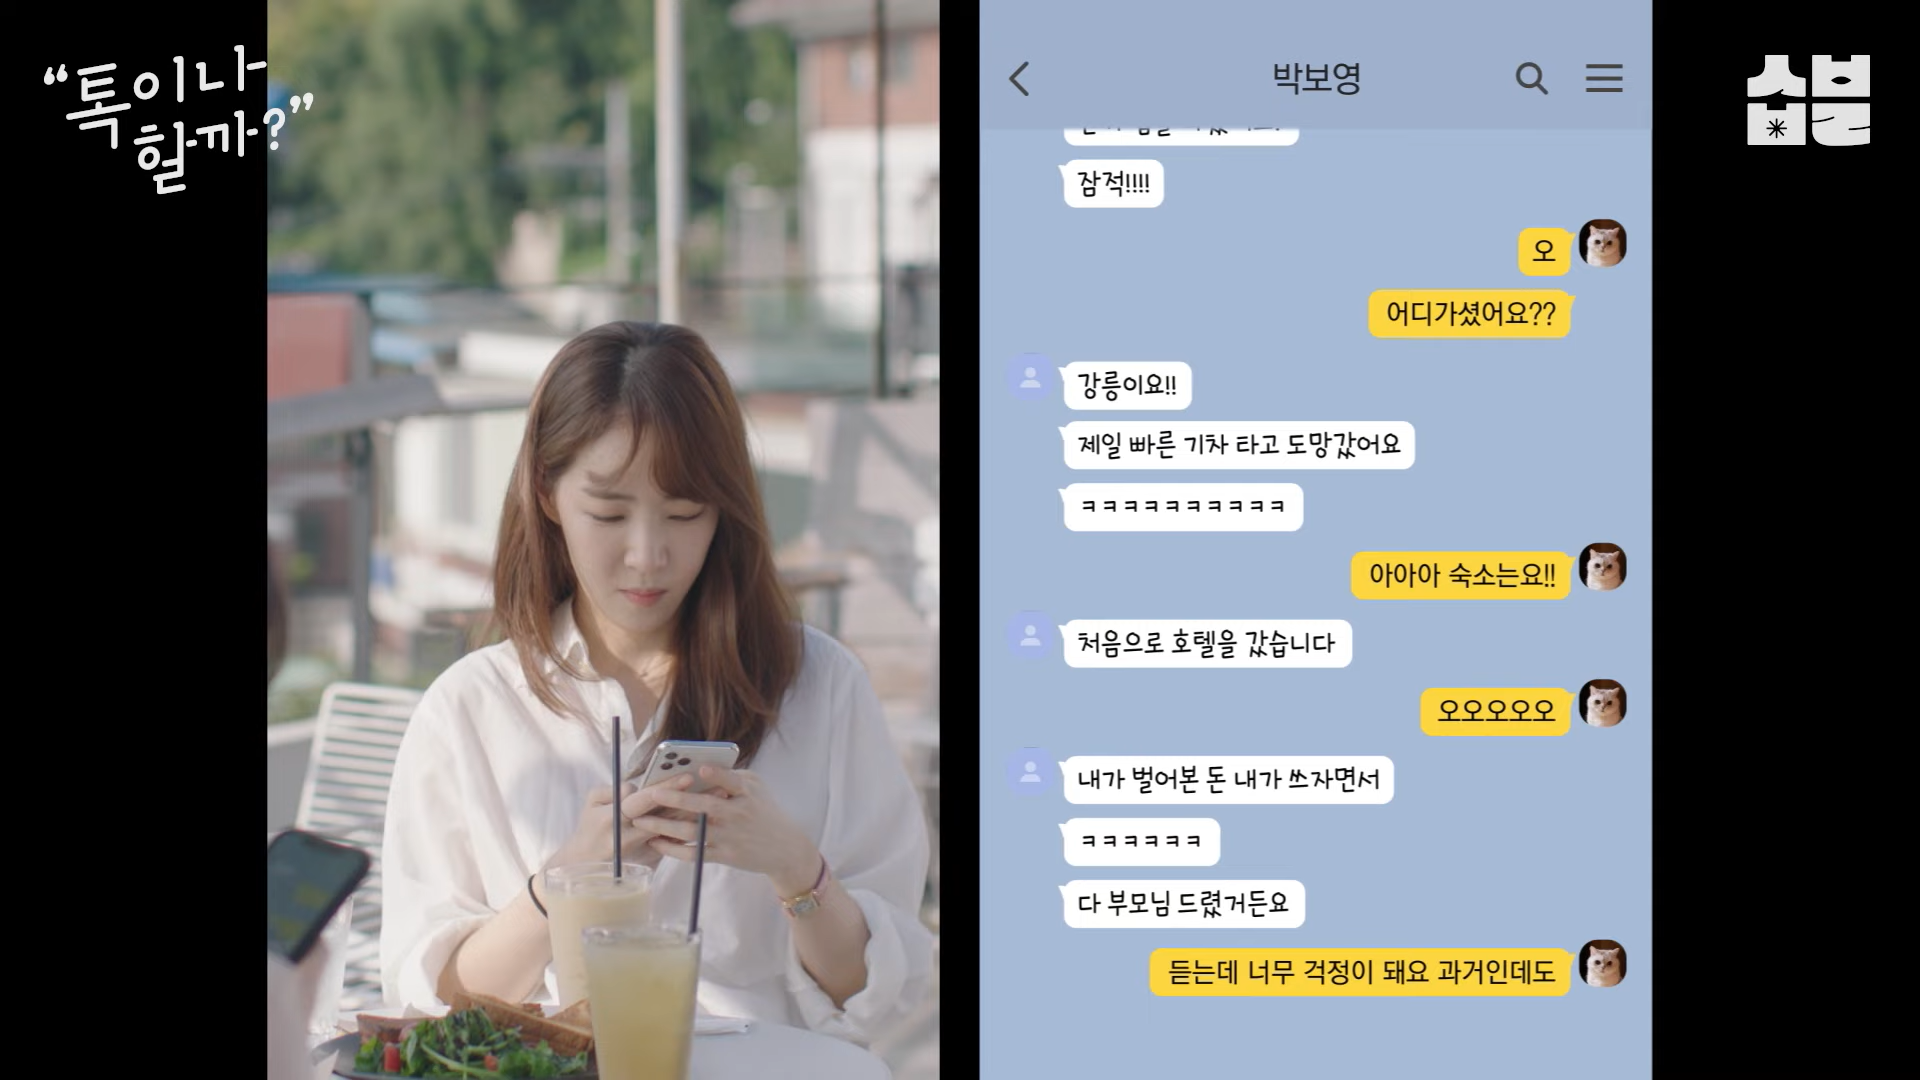 “톡이나
할까?”
숏별
박보영
잠적!!!!
오
어디가셨어요??
강릉이요!!
제일 빠른 기차 타고 도망갔어요
ㅋㅋㅋㅋㅋㅋㅋㅋㅋㅋ
아아아 숙소는요!!
처음으로 호텔을 갔습니다
오오오오오
내가 벌어본 돈 내가 쓰자면서
ㅋㅋㅋㅋㅋㅋ
다 부모님 드렸거든요
듣는데 너무 걱정이 돼요 과거인데도